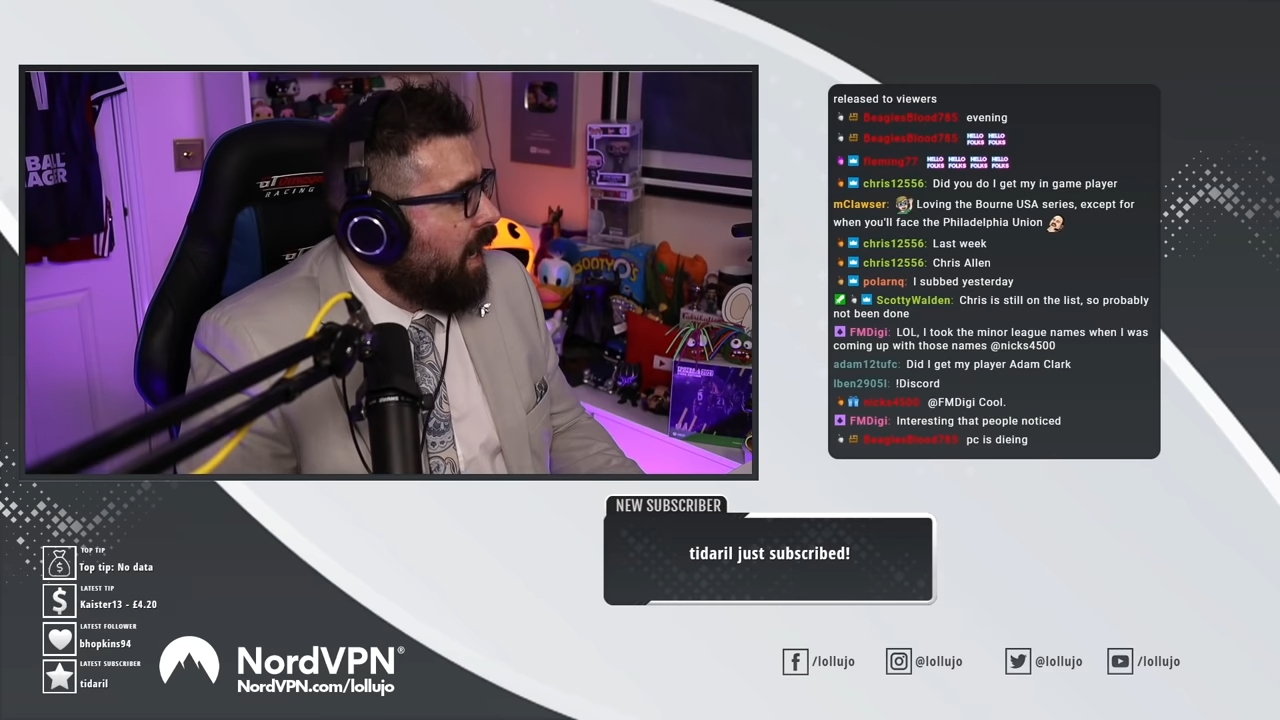 BALL
AGER
OT
RACING
OT
BOOTY
O's
released to viewers
BeaglesBlood785: evening
BeaglesBlood785: HELLO FOLKS HELLO FOLKS
fleming77: HELLO FOLKS HELLO FOLKS HELLO FOLKS HELLO FOLKS
chris12556: Did you do I get my in game player
mClawser: Loving the Bourne USA series, except for
when you'll face the Philadelphia Union
chris12556: Last week
chris12556: Chris Allen
polarnq: I subbed yesterday
ScottyWalden: Chris is still on the list, so probably
not been done
FMDigi: LOL, I took the minor league names when I was
coming up with those names @nicks4500
adam12tufc: Did I get my player Adam Clark
lben2905l: !Discord
nicks4500: @FMDigi Cool.
FMDigi: Interesting that people noticed
BeaglesBlood785: pc is dieing
NEW SUBSCRIBER
tidaril just subscribed!
TOP TIP
Top tip: No data
LATEST TIP
Kaister13 - £4.20
LATEST FOLLOWER
bhopkins94
LATEST SUBSCRIBER
tidaril
NordVPN®
NordVPN.com/lollujo
/lollujo
@lollujo
@lollujo
/lollujo